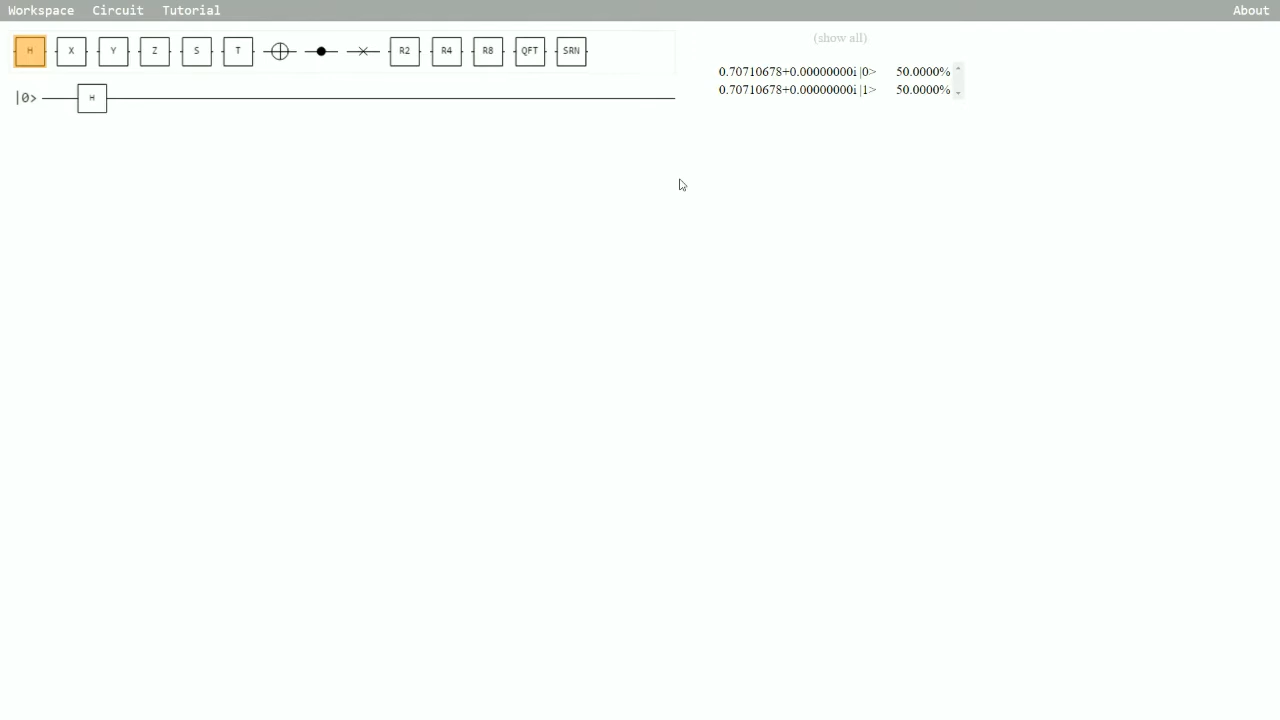 Workspace Circuit Tutorial About
H X Y Z S T R2 R4 R8 QFT SRN
(show all)
0.70710678+0.00000000i |0> 50.0000%
0.70710678+0.00000000i |1> 50.0000%
|0> H